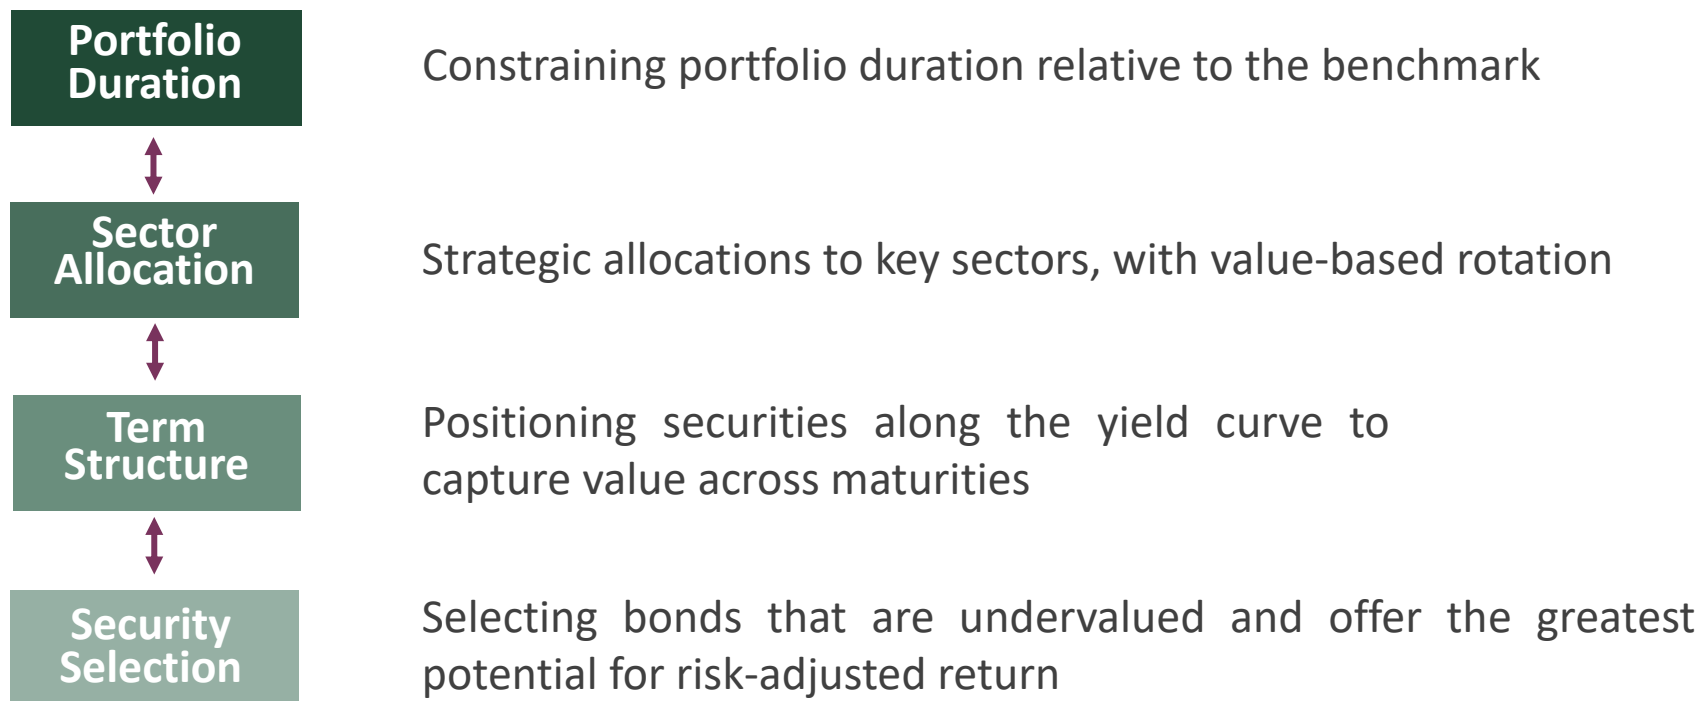 Portfolio
Duration
Constraining portfolio duration relative to the benchmark
Sector
Allocation
Strategic allocations to key sectors, with value-based rotation
Term
Structure
Positioning securities along the yield curve to
capture value across maturities
Security
Selection
Selecting bonds that are undervalued and offer the greatest
potential for risk-adjusted return